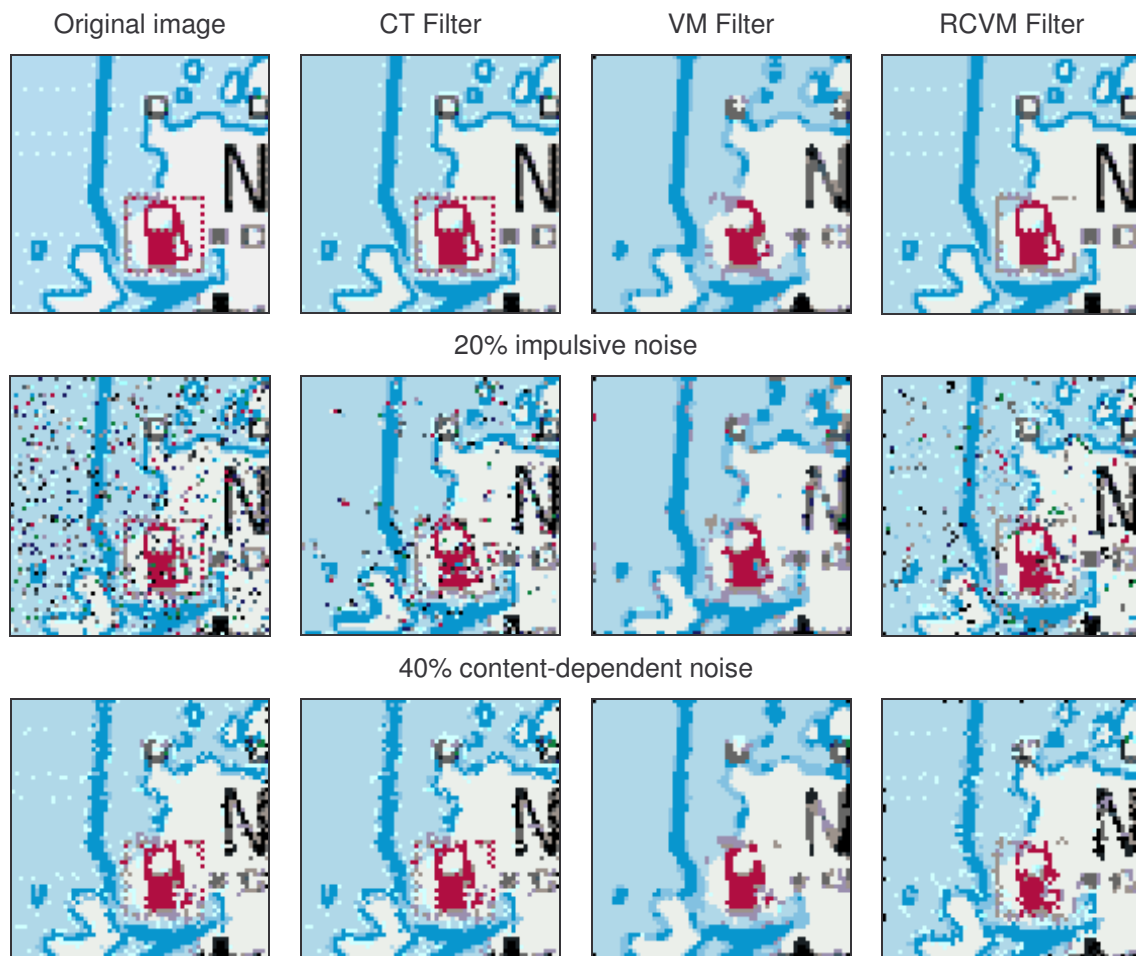 Original image CT Filter VM Filter RCVM Filter
N N N N
20% impulsive noise
N N N N
40% content-dependent noise
N N N N